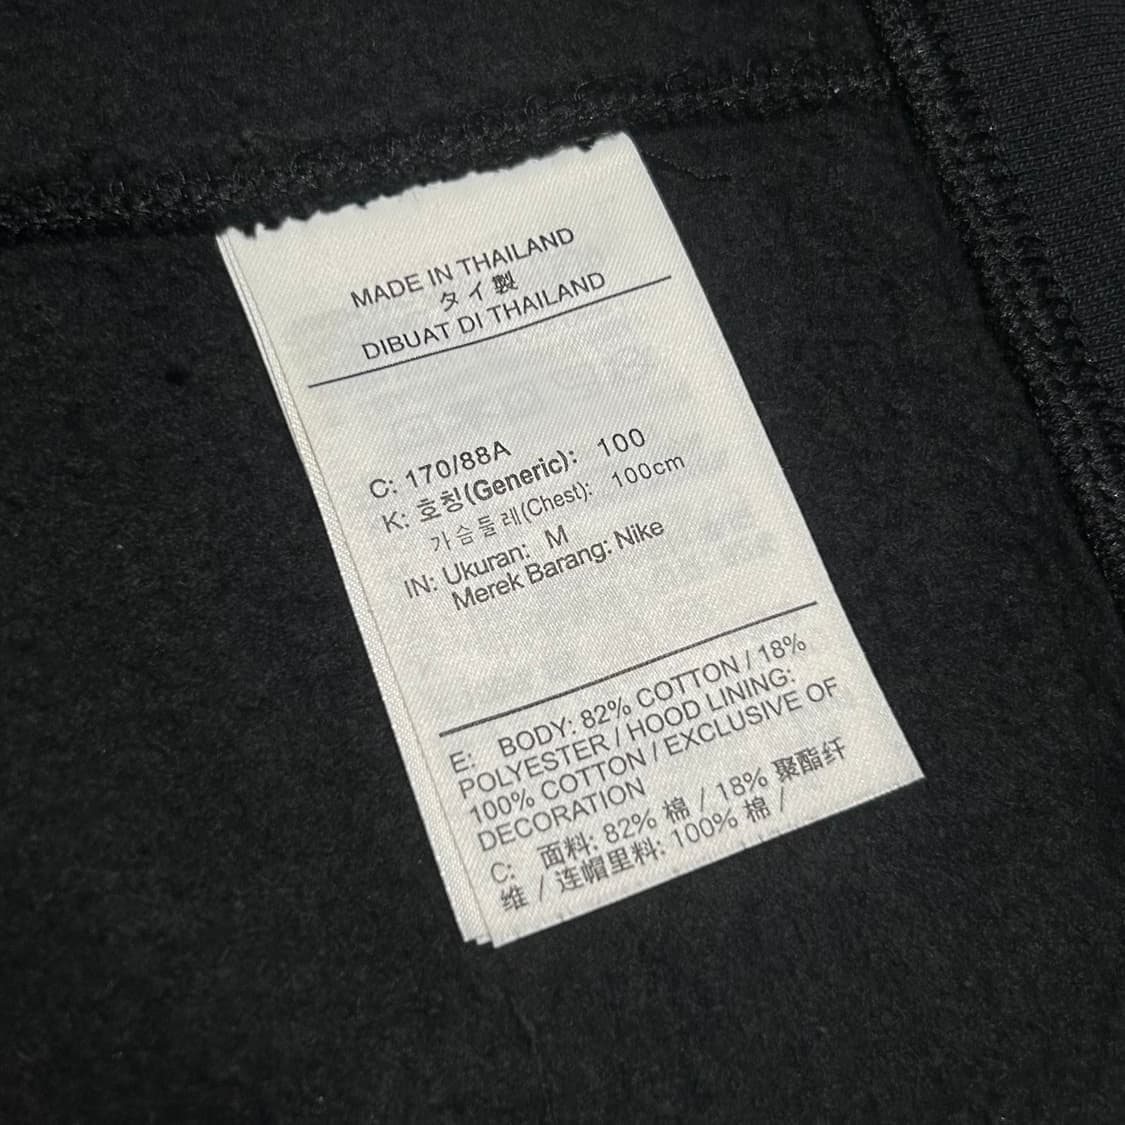 MADE IN THAILAND
タイ製
DIBUAT DI THAILAND
C: 170/88A
K: 호칭(Generic): 100
가슴둘레(Chest): 100cm
IN: Ukuran: M
Merek Barang: Nike
E: BODY: 82% COTTON / 18%
POLYESTER / HOOD LINING:
100% COTTON / EXCLUSIVE OF
DECORATION
C: 面料: 82% 棉 / 18% 聚酯纤
维 / 连帽里料: 100% 棉 /